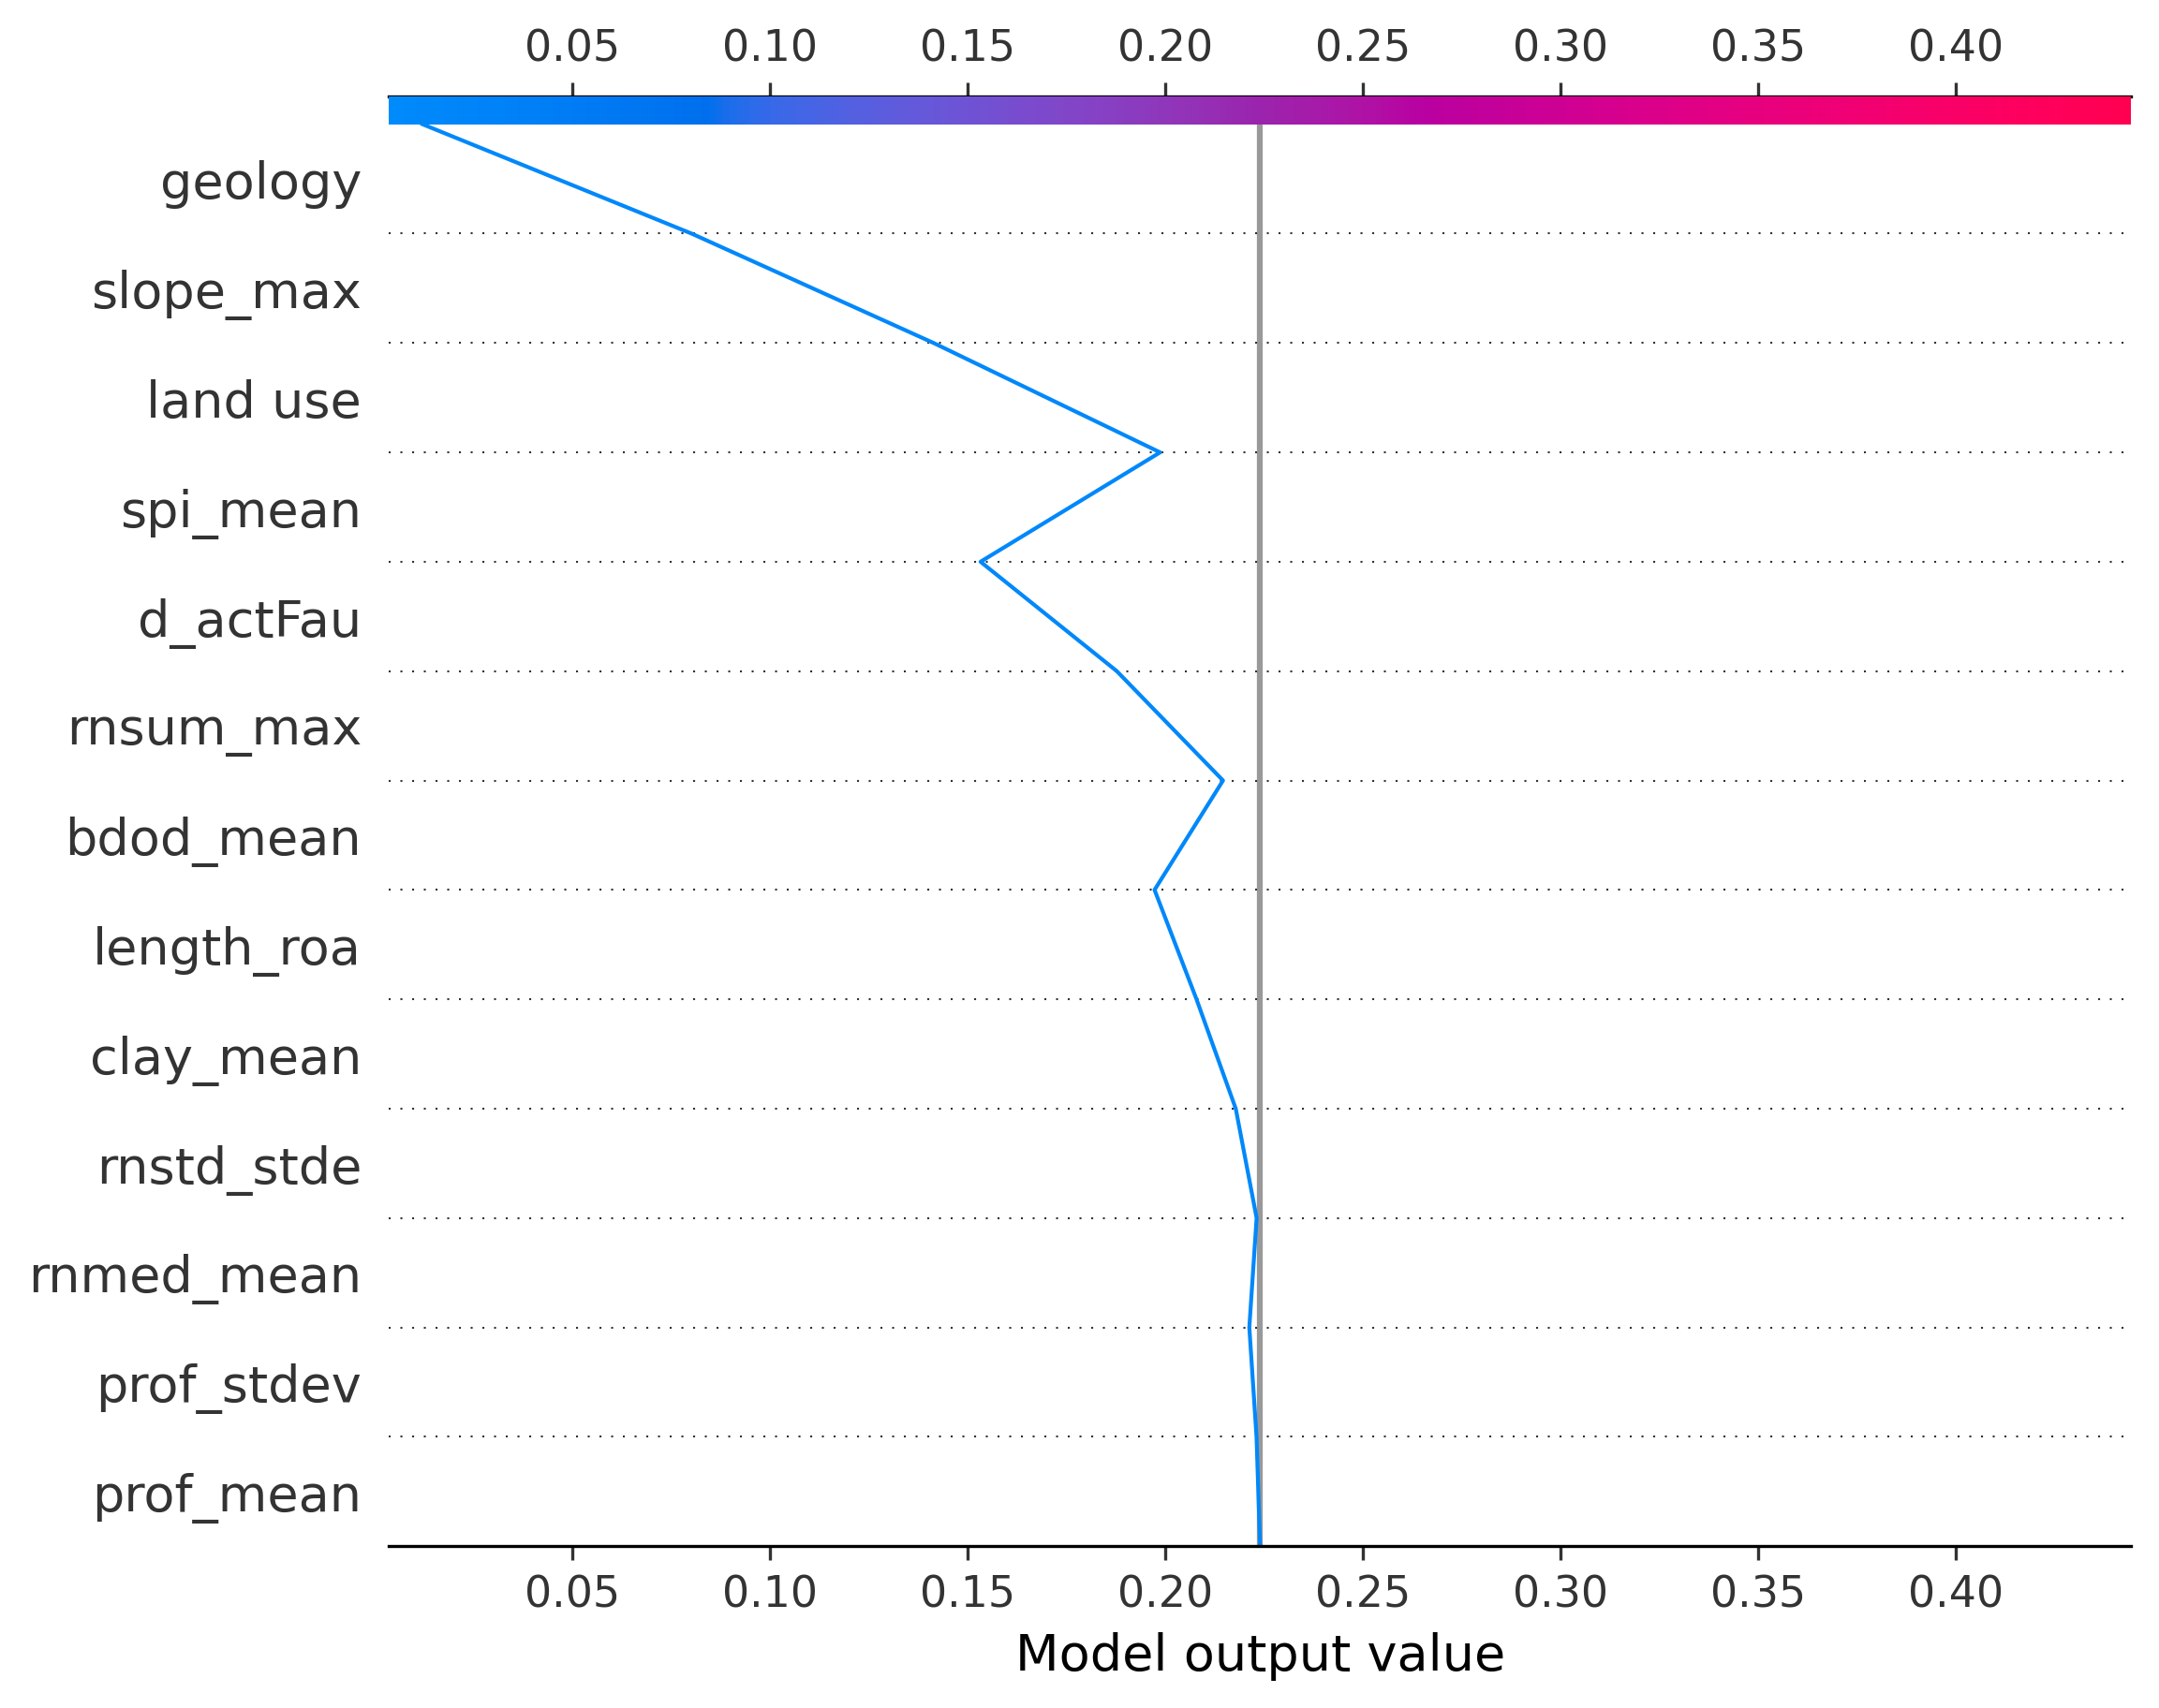 0.05 0.10 0.15 0.20 0.25 0.30 0.35 0.40
geology
slope_max
land use
spi_mean
d_actFau
rnsum_max
bdod_mean
length_roa
clay_mean
rnstd_stde
rnmed_mean
prof_stdev
prof_mean
0.05 0.10 0.15 0.20 0.25 0.30 0.35 0.40
Model output value